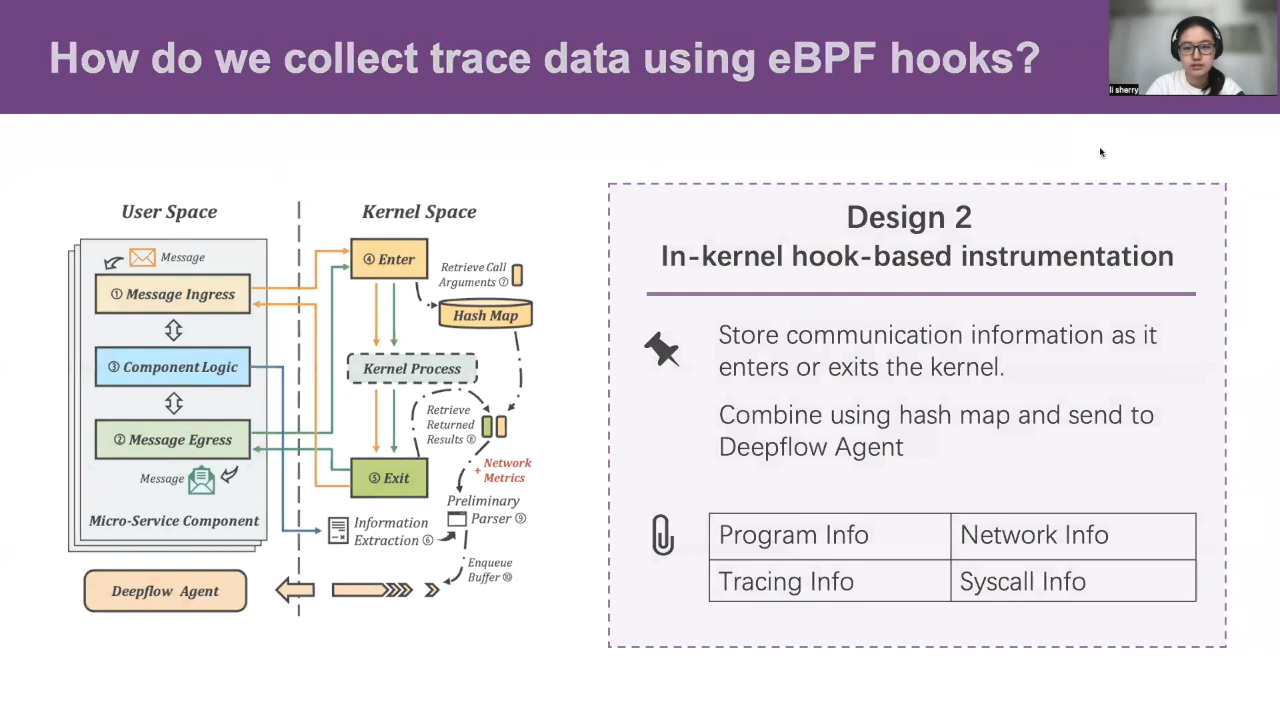 How do we collect trace data using eBPF hooks?
li sherry
User Space
Kernel Space
Message
① Message Ingress
③ Component Logic
② Message Egress
Message
Micro-Service Component
Deepflow Agent
④ Enter
Retrieve Call
Arguments ⑦
Hash Map
Kernel Process
Retrieve
Returned
Results ⑧
⑤ Exit
+ Network
Metrics
Preliminary
Parser ⑨
Information
Extraction ⑥
Enqueue
Buffer ⑩
Design 2
In-kernel hook-based instrumentation
Store communication information as it
enters or exits the kernel.
Combine using hash map and send to
Deepflow Agent
Program Info
Network Info
Tracing Info
Syscall Info